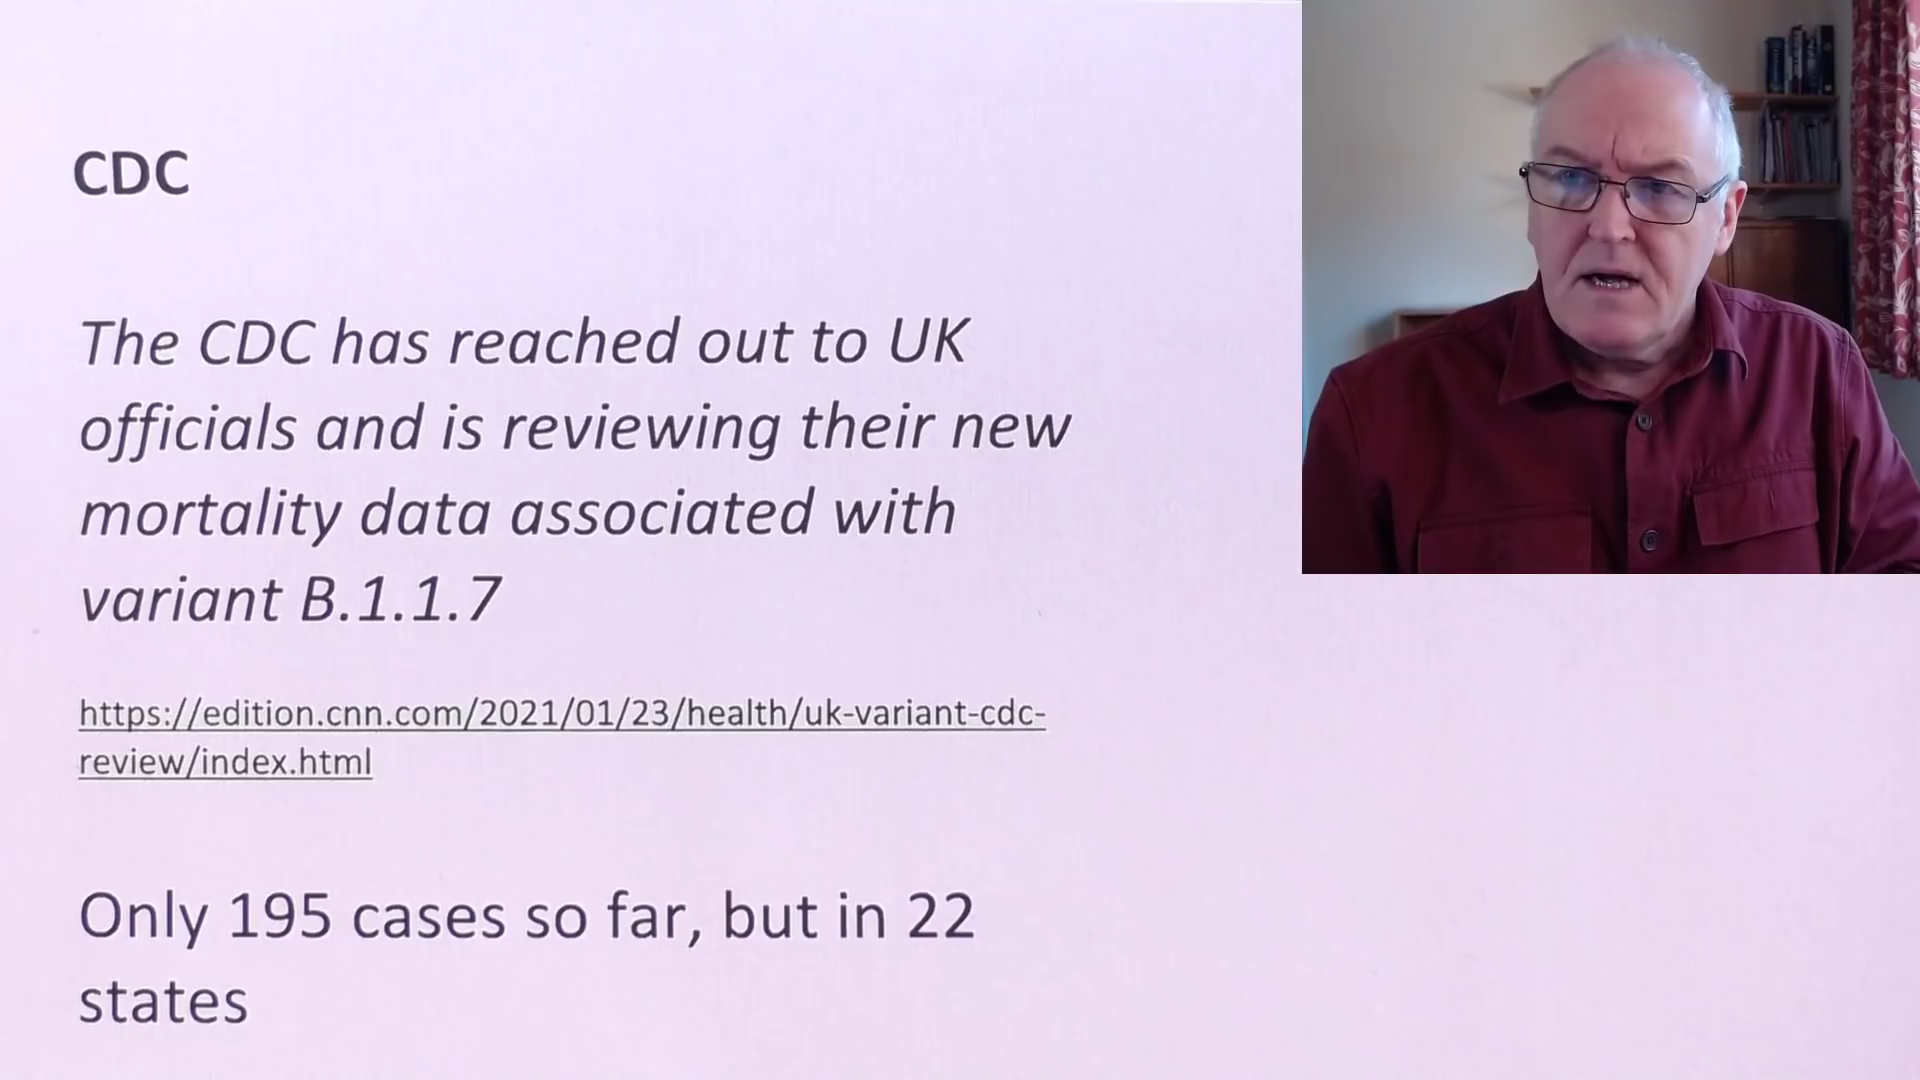 CDC
The CDC has reached out to UK
officials and is reviewing their new
mortality data associated with
variant B.1.1.7
https://edition.cnn.com/2021/01/23/health/uk-variant-cdc-
review/index.html
Only 195 cases so far, but in 22
states